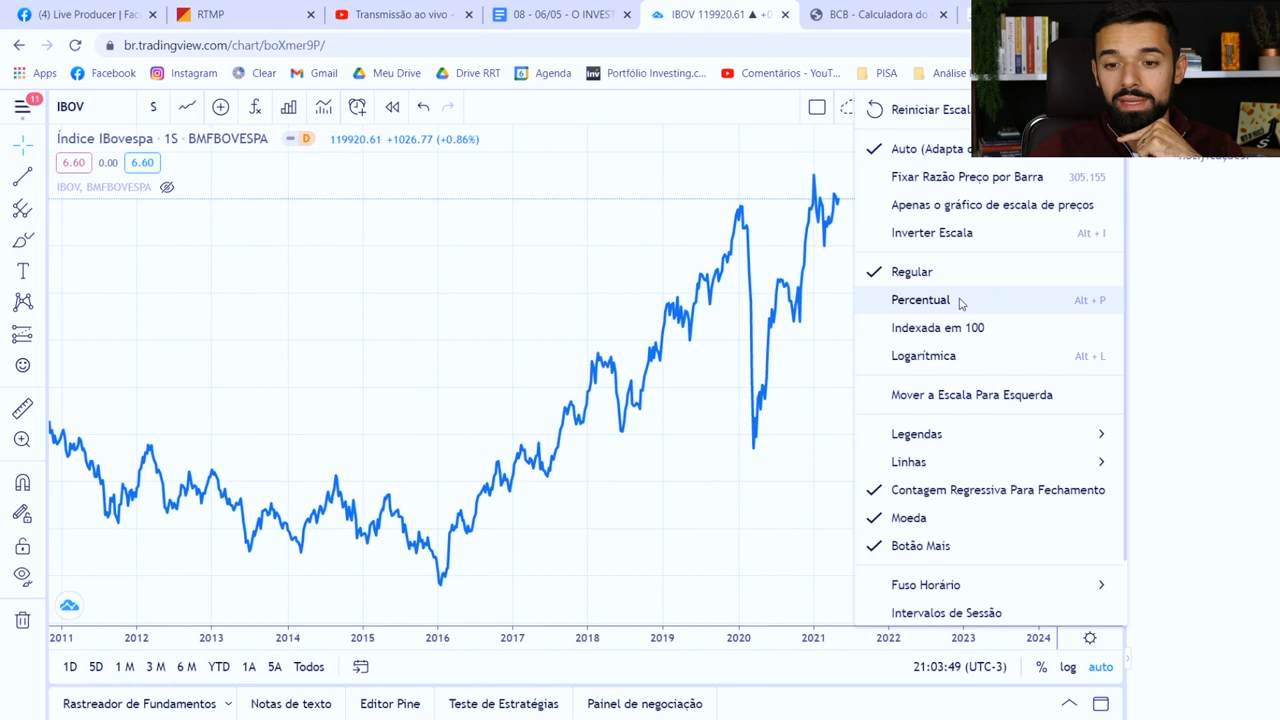 (4) Live Producer | Fac
RTMP
Transmissão ao vivo -
08 - 06/05 - O INVEST
IBOV 119920.61 ▲ +0
BCB - Calculadora do
br.tradingview.com/chart/boXmer9P/
Apps
Facebook
Instagram
Clear
Gmail
Meu Drive
Drive RRT
Agenda
Portfólio Investing.c...
Comentários - YouT...
PISA
Análise
11
IBOV
$
Índice IBovespa · 1S · BMFBOVESPA
D
119920.61 +1026.77 (+0.86%)
6.60
0.00
6.60
IBOV, BMFBOVESPA
Reiniciar Escal
Auto (Adapta
Fixar Razão Preço por Barra
305.155
Apenas o gráfico de escala de preços
Inverter Escala
Alt + I
Regular
Percentual
Alt + P
Indexada em 100
Logarítmica
Alt + L
Mover a Escala Para Esquerda
Legendas
Linhas
Contagem Regressiva Para Fechamento
Moeda
Botão Mais
Fuso Horário
Intervalos de Sessão
2011 2012 2013 2014 2015 2016 2017 2018 2019 2020 2021 2022 2023 2024
1D 5D 1 M 3 M 6 M YTD 1A 5A Todos
21:03:49 (UTC-3)
% log auto
Rastreador de Fundamentos
Notas de texto
Editor Pine
Teste de Estratégias
Painel de negociação